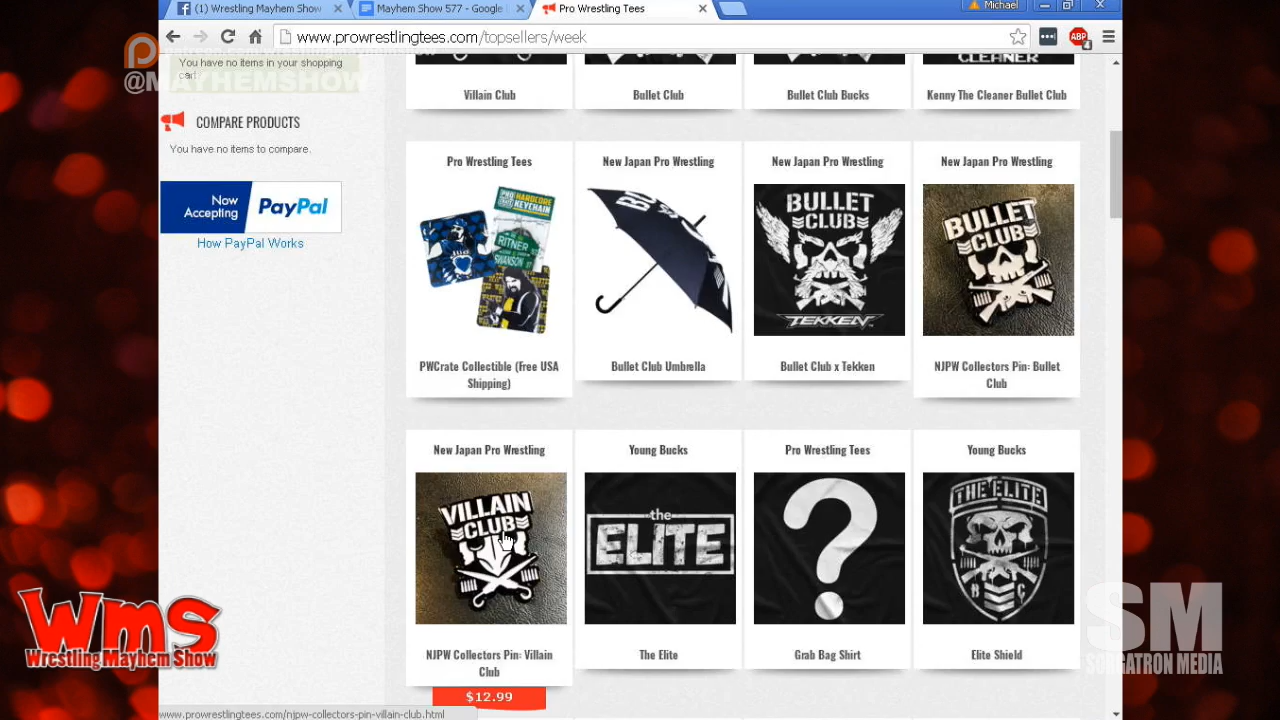 (1) Wrestling Mayhem Show
Mayhem Show 577 - Google
Pro Wrestling Tees
Michael
www.prowrestlingtees.com/topsellers/week
ABP
4
You have no items in your shopping
cart.
@MAYHEMSHOW
CLEANER
Villain Club
Bullet Club
Bullet Club Bucks
Kenny The Cleaner Bullet Club
COMPARE PRODUCTS
You have no items to compare.
Now
Accepting
PayPal
How PayPal Works
Pro Wrestling Tees
New Japan Pro Wrestling
New Japan Pro Wrestling
New Japan Pro Wrestling
HARDCORE
KEYCHAIN
RITNER
SWANSON ST
BULLET
CLUB
TEKKEN
BULLET
CLUB
PWCrate Collectible (Free USA
Shipping)
Bullet Club Umbrella
Bullet Club x Tekken
NJPW Collectors Pin: Bullet
Club
New Japan Pro Wrestling
Young Bucks
Pro Wrestling Tees
Young Bucks
VILLAIN
CLUB
the
ELITE
?
THE ELITE
B C
NJPW Collectors Pin: Villain
Club
The Elite
Grab Bag Shirt
Elite Shield
$12.99
www.prowrestlingtees.com/njpw-collectors-pin-villain-club.html
wms
Wrestling Mayhem Show
SM
SORGATRON MEDIA